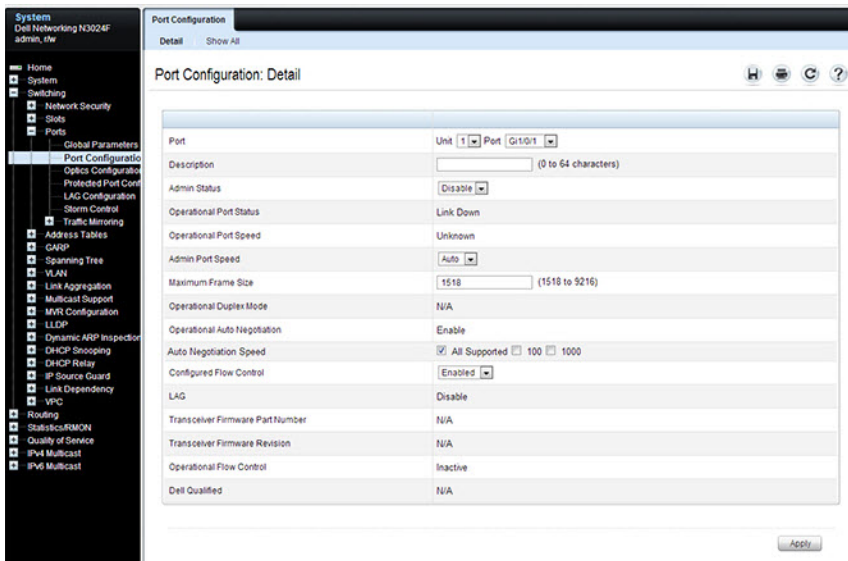 System
Dell Networking N3024F
admin, r/w
Home
System
Switching
Network Security
Slots
Ports
Global Parameters
Port Configuratio
Optics Configuration
Protected Port Conf
LAG Configuration
Storm Control
Traffic Mirroring
Address Tables
GARP
Spanning Tree
VLAN
Link Aggregation
Multicast Support
MVR Configuration
LLDP
Dynamic ARP Inspection
DHCP Snooping
DHCP Relay
IP Source Guard
Link Dependency
VPC
Routing
Statistics/RMON
Quality of Service
IPv4 Multicast
IPv6 Multicast
Port Configuration
Detail Show All
Port Configuration: Detail
Port Unit 1 Port Gi1/0/1
Description (0 to 64 characters)
Admin Status Disable
Operational Port Status Link Down
Operational Port Speed Unknown
Admin Port Speed Auto
Maximum Frame Size 1518 (1518 to 9216)
Operational Duplex Mode N/A
Operational Auto Negotiation Enable
Auto Negotiation Speed All Supported 100 1000
Configured Flow Control Enabled
LAG Disable
Transceiver Firmware Part Number N/A
Transceiver Firmware Revision N/A
Operational Flow Control Inactive
Dell Qualified N/A
Apply